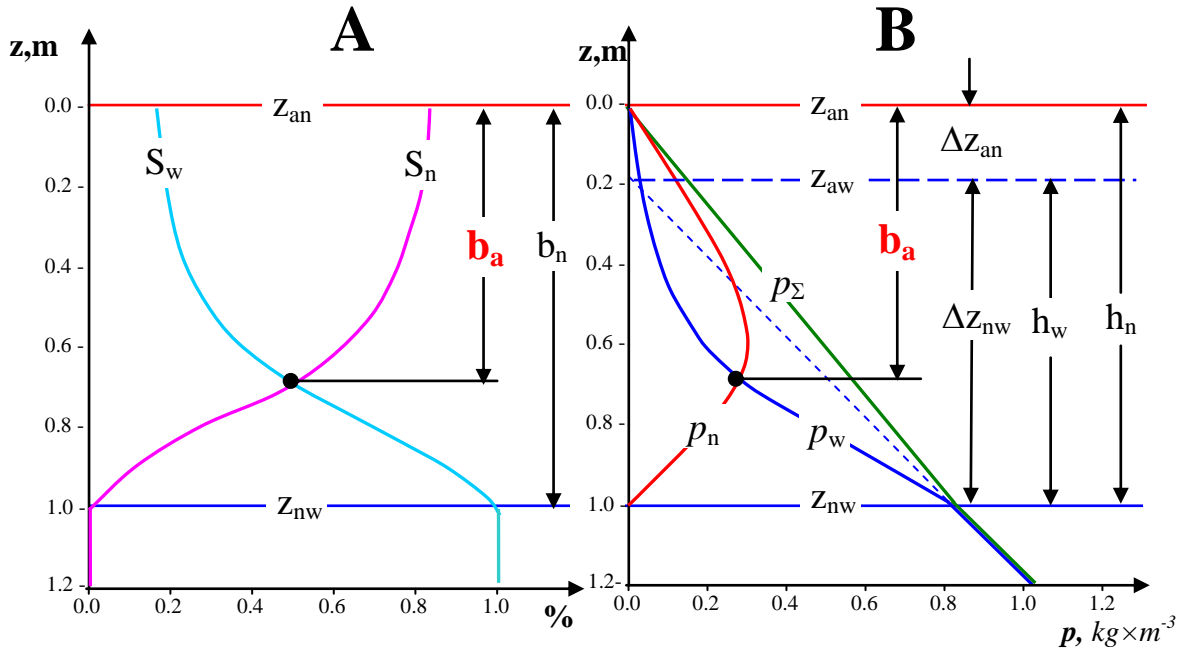 A
z,m
0.0 -
0.2 -
0.4 -
0.6 -
0.8 -
1.0 -
1.2 -
z_an
S_w
S_n
b_a
b_n
z_nw
0.0 0.2 0.4 0.6 0.8 1.0
%
B
z,m
0.0 -
0.2 -
0.4 -
0.6 -
0.8 -
1.0 -
1.2-
z_an
Δz_an
z_aw
b_a
p_Σ
Δz_nw
h_w
h_n
p_n
p_w
z_nw
0.0 0.2 0.4 0.6 0.8 1.0 1.2
p, kg×m^-3